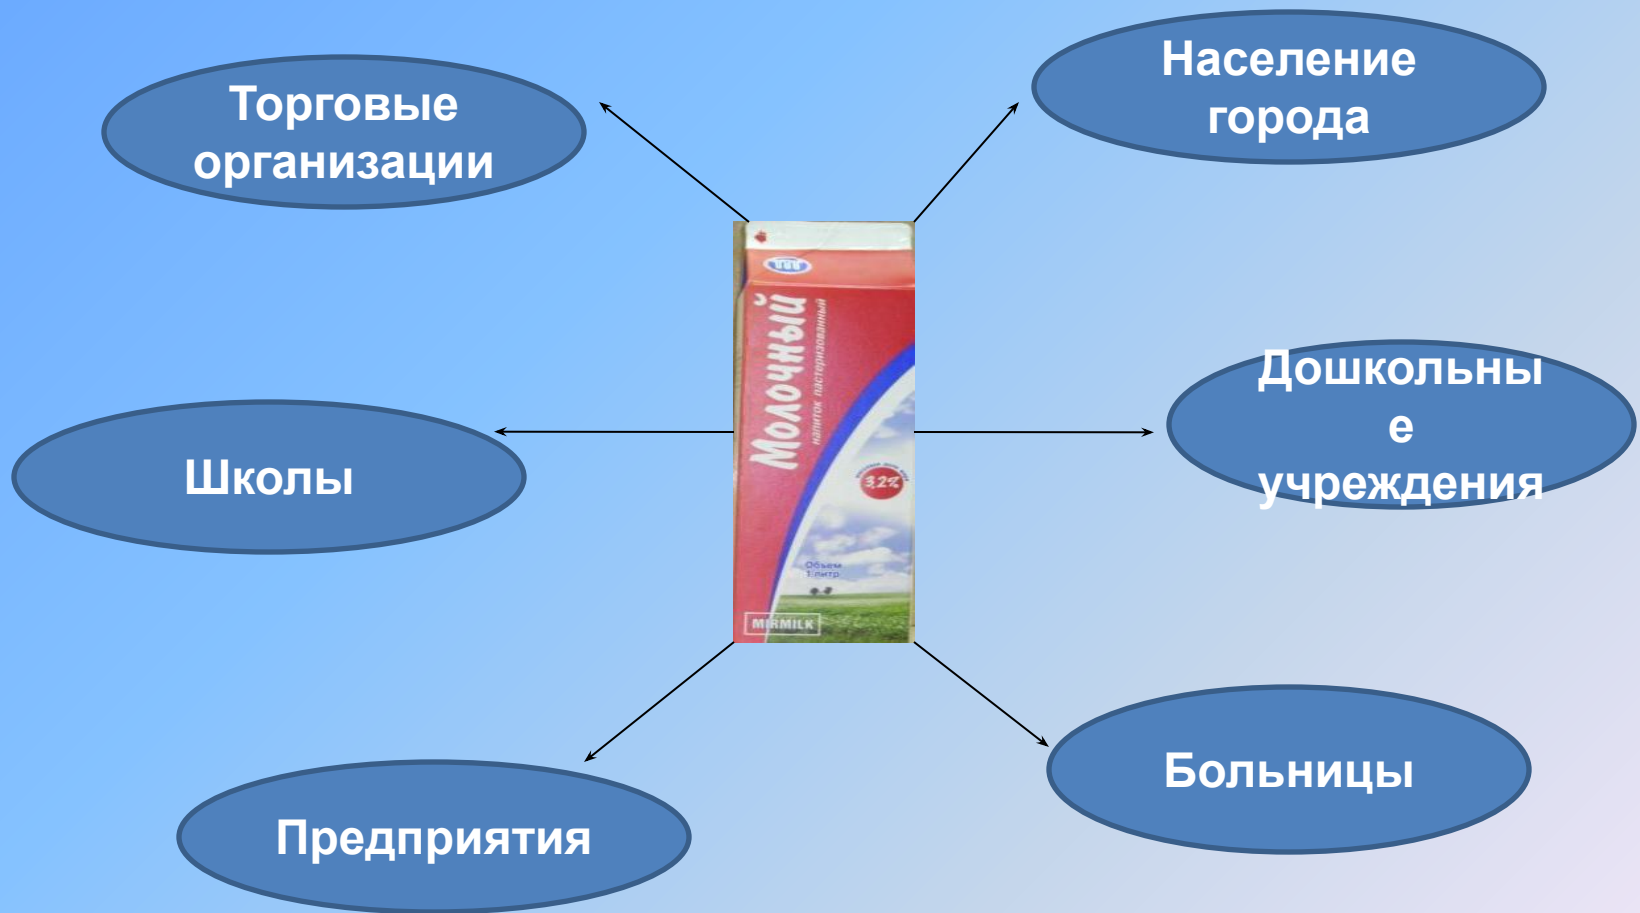 Торговые
организации
Население
города
Школы
Молочный
напиток пастеризованный
3,2%
Объем
1 литр
MIRMILK
Дошкольны
е
учреждения
Предприятия
Больницы